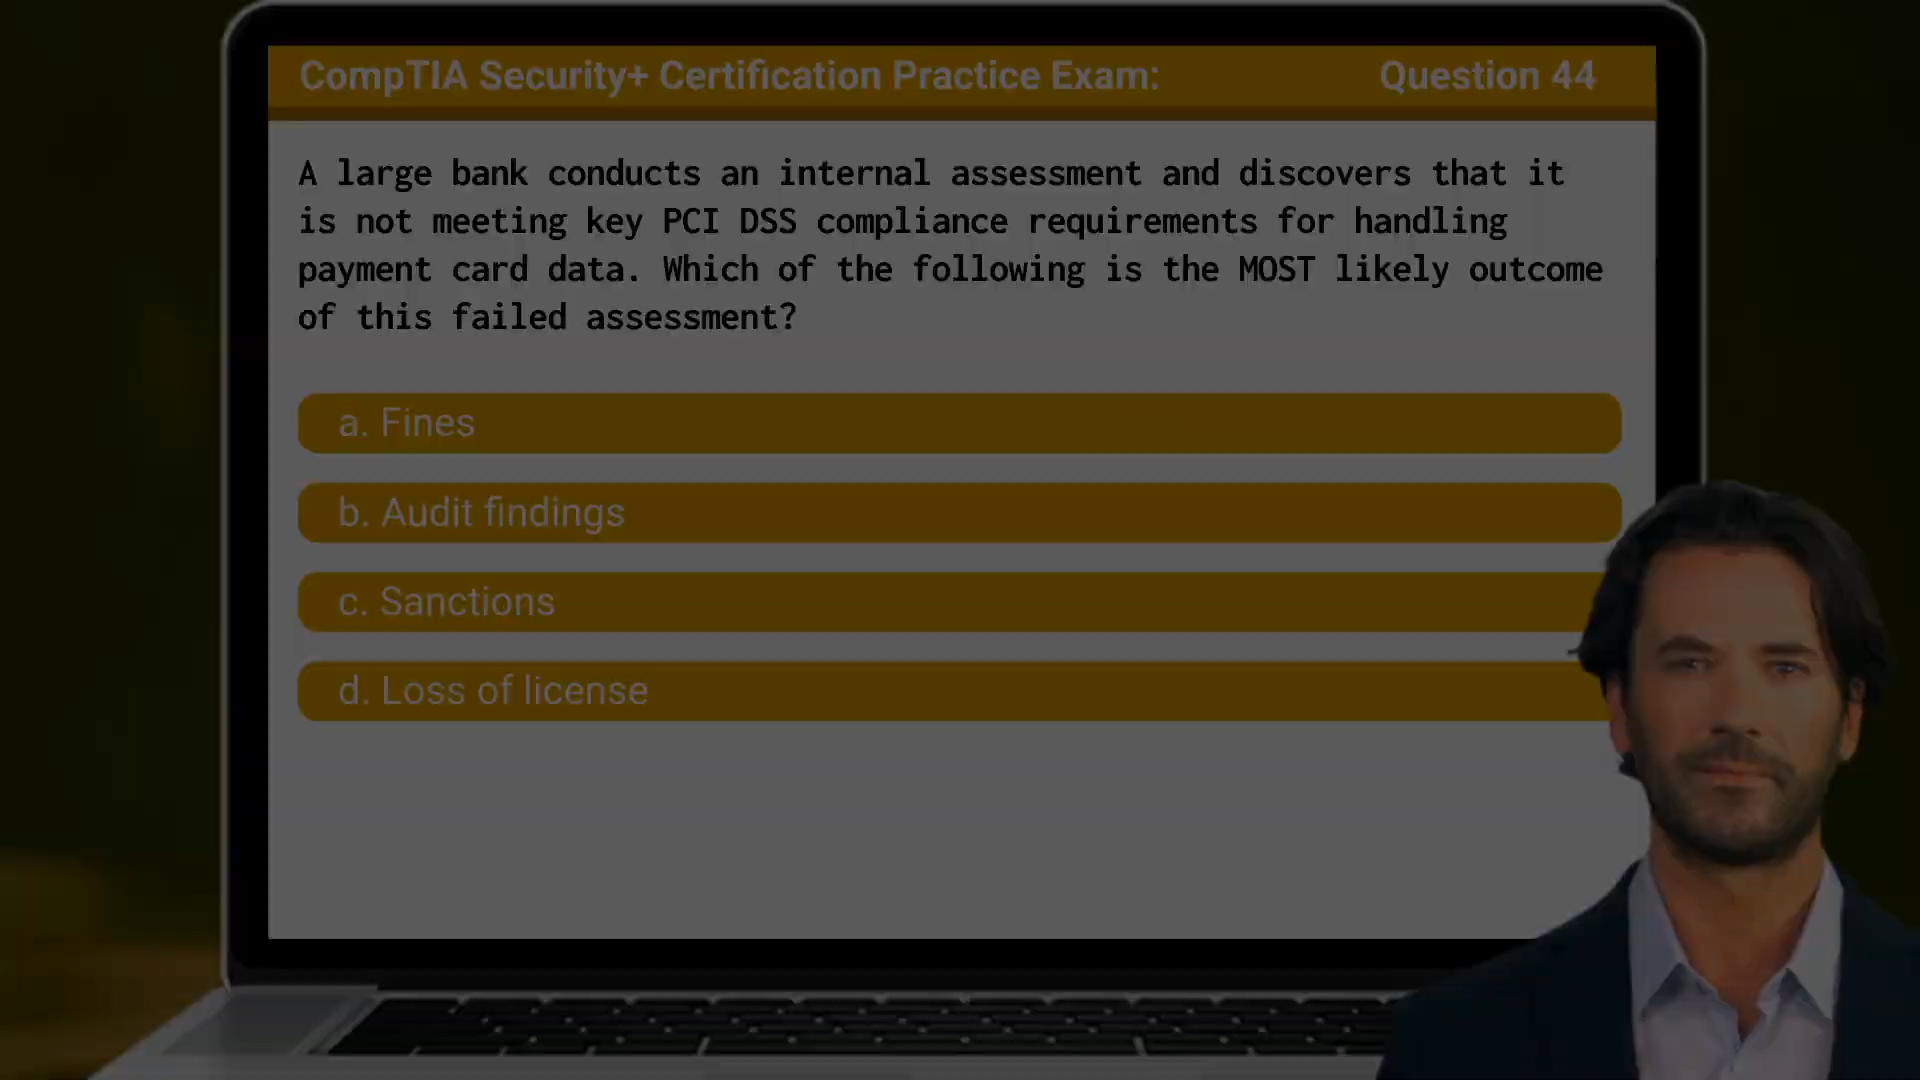 CompTIA Security+ Certification Practice Exam: Question 44
A large bank conducts an internal assessment and discovers that it
is not meeting key PCI DSS compliance requirements for handling
payment card data. Which of the following is the MOST likely outcome
of this failed assessment?
a. Fines
b. Audit findings
c. Sanctions
d. Loss of license